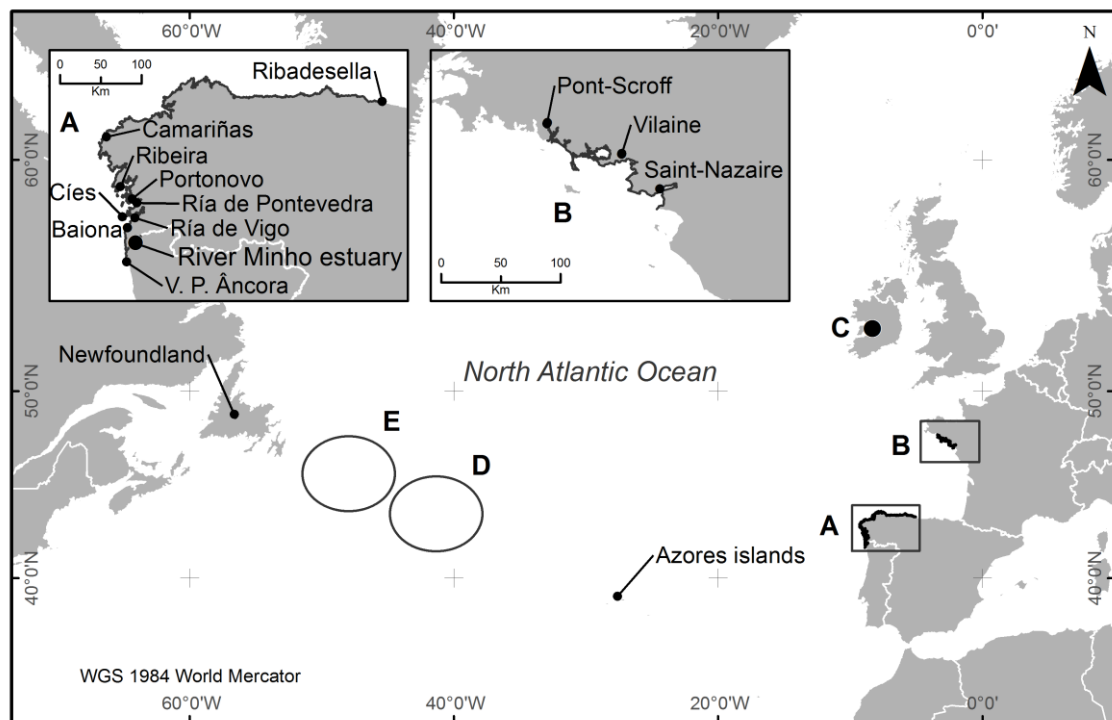 60°0'W
40°0'W
20°0'W
0°0'
N
0 50 100
Km
Ribadesella
A
Camariñas
Ribeira
Portonovo
Cíes
Ría de Pontevedra
Baiona
Ría de Vigo
River Minho estuary
V. P. Âncora
Pont-Scroff
Vilaine
Saint-Nazaire
B
0 50 100
Km
60°0'N
60°0'N
C
Newfoundland
North Atlantic Ocean
50°0'N
50°0'N
E
D
B
A
Azores islands
40°0'N
40°0'N
WGS 1984 World Mercator
60°0'W
40°0'W
20°0'W
0°0'